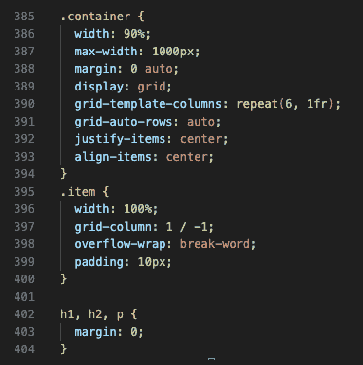 385 .container {
386 width: 90%;
387 max-width: 1000px;
388 margin: 0 auto;
389 display: grid;
390 grid-template-columns: repeat(6, 1fr);
391 grid-auto-rows: auto;
392 justify-items: center;
393 align-items: center;
394 }
395 .item {
396 width: 100%;
397 grid-column: 1 / -1;
398 overflow-wrap: break-word;
399 padding: 10px;
400 }
401
402 h1, h2, p {
403 margin: 0;
404 }